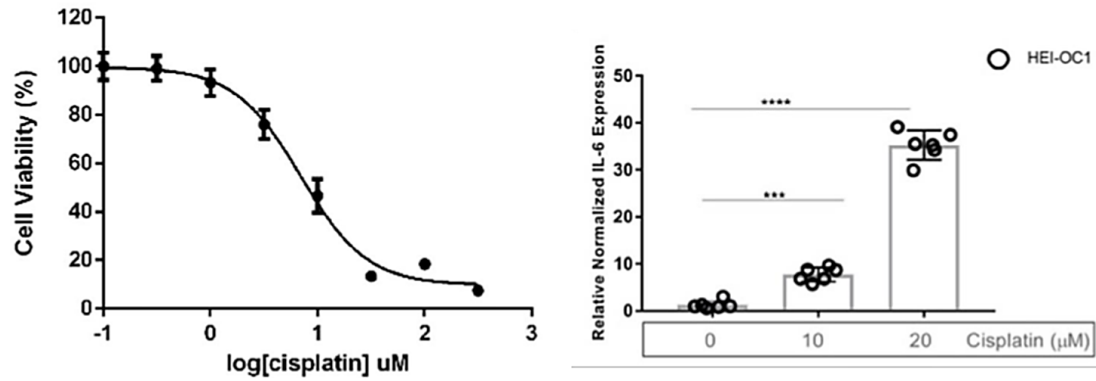 120
100
80
60
40
20
0
Cell Viability (%)
-1 0 1 2 3
log[cisplatin] uM
HEI-OC1
Relative Normalized IL-6 Expression
50
40
30
20
10
0
****
***
0 10 20 Cisplatin (μM)